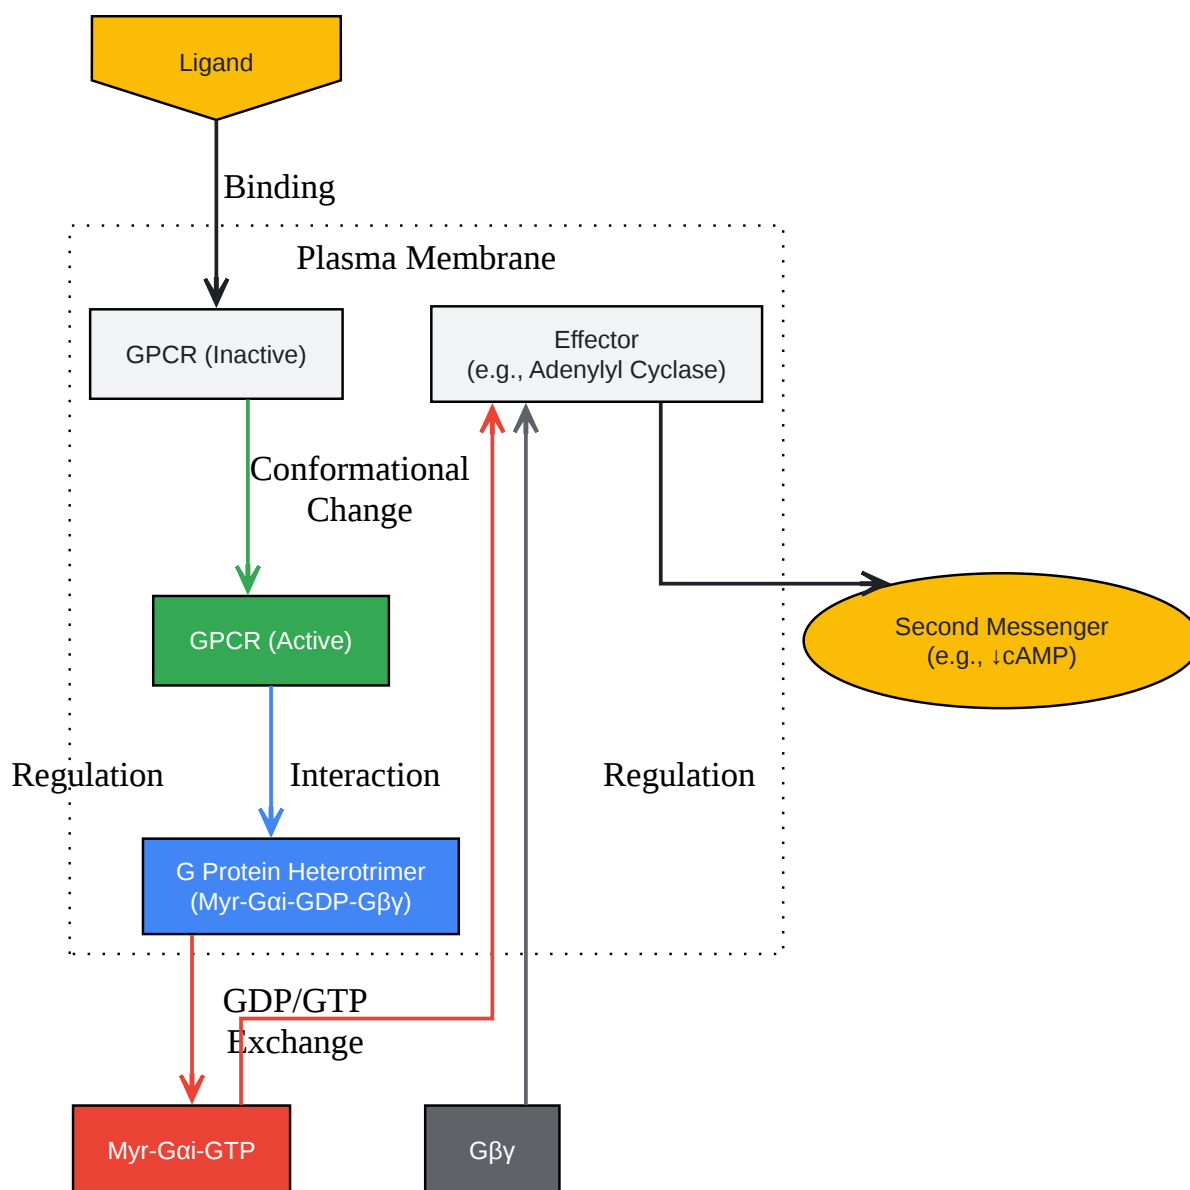 Ligand
Binding
Plasma Membrane
GPCR (Inactive)
Effector
(e.g., Adenylyl Cyclase)
Conformational
Change
GPCR (Active)
Second Messenger
(e.g., ↓cAMP)
Regulation
Interaction
Regulation
G Protein Heterotrimer
(Myr-Gαi-GDP-Gβγ)
GDP/GTP
Exchange
Myr-Gαi-GTP
Gβγ